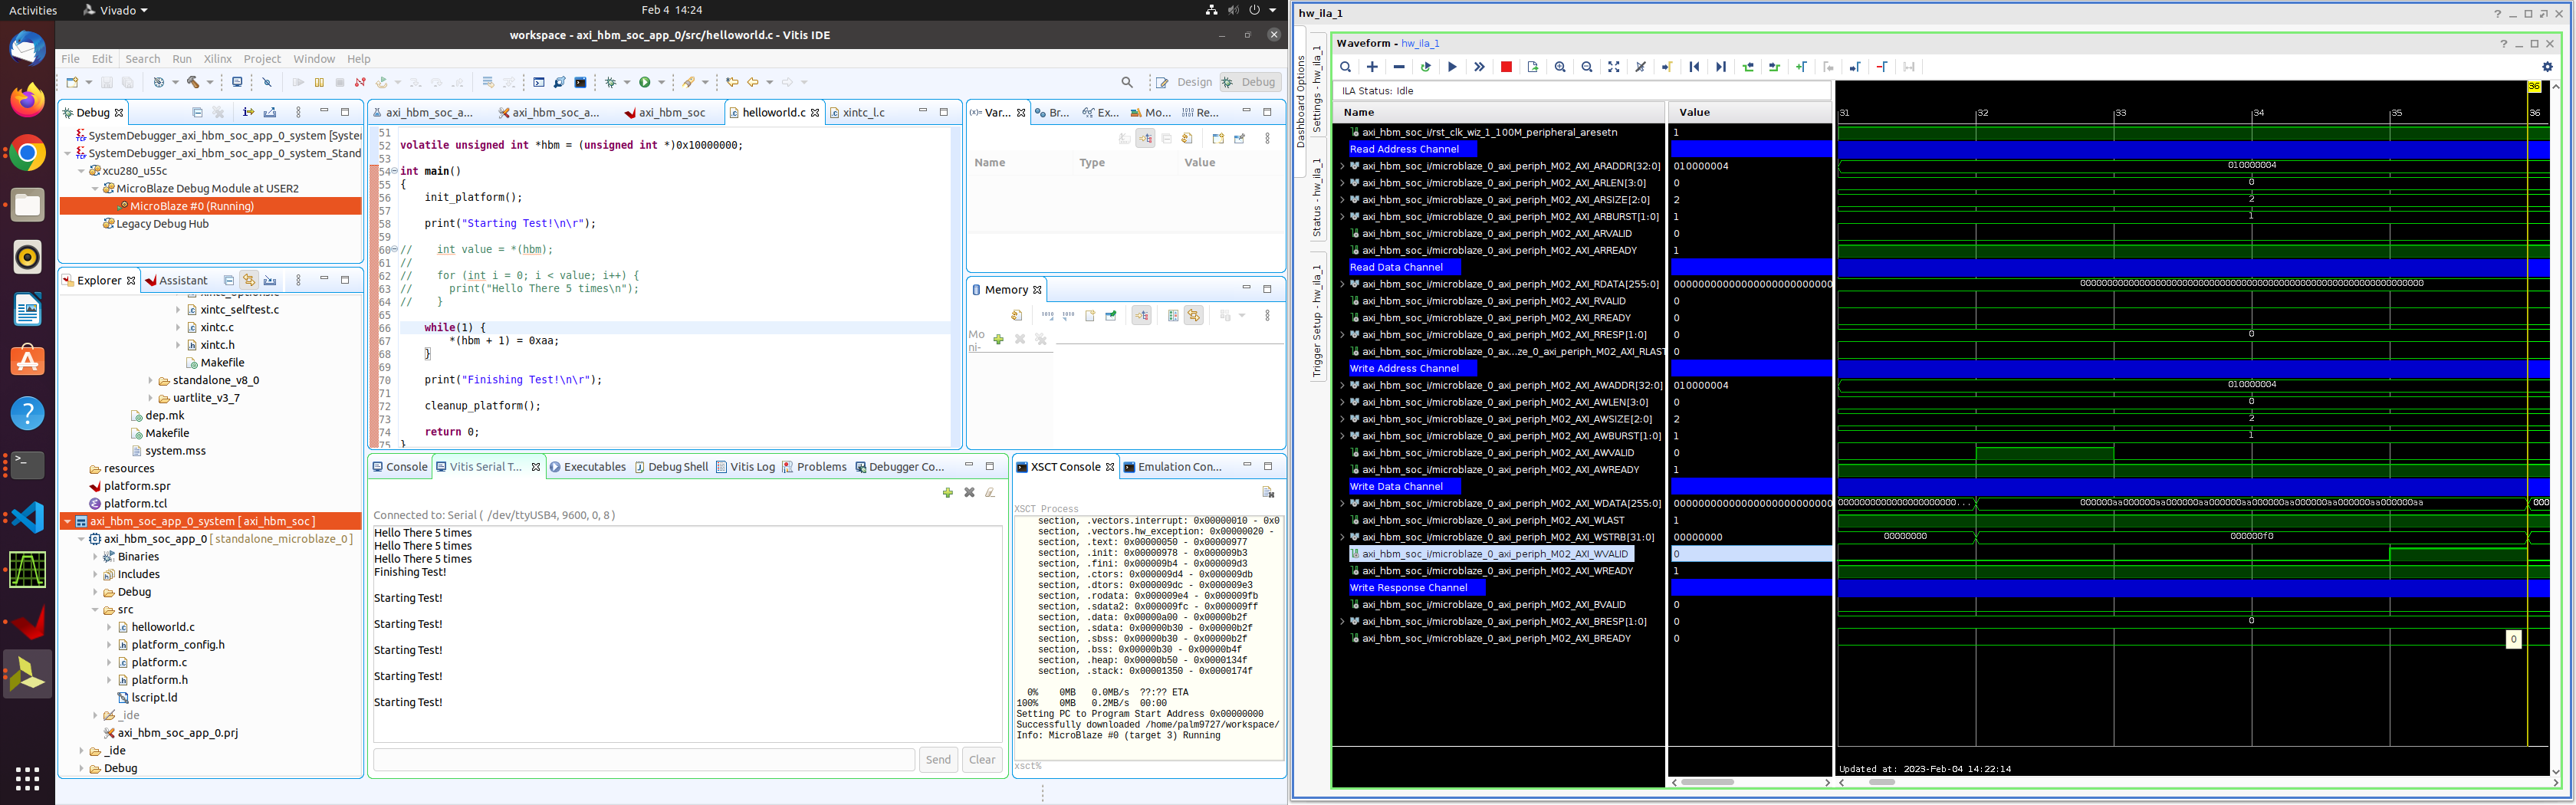 Activities
Vivado
Feb 4 14:24
workspace - axi_hbm_soc_app_0/src/helloworld.c - Vitis IDE
File Edit Search Run Xilinx Project Window Help
Design Debug
Debug
SystemDebugger_axi_hbm_soc_app_0_system [System
SystemDebugger_axi_hbm_soc_app_0_system_Stand
xcu280_u55c
MicroBlaze Debug Module at USER2
MicroBlaze #0 (Running)
Legacy Debug Hub
Explorer Assistant
xintc_selftest.c
xintc.c
xintc.h
Makefile
standalone_v8_0
uartlite_v3_7
dep.mk
Makefile
system.mss
resources
platform.spr
platform.tcl
axi_hbm_soc_app_0_system [ axi_hbm_soc ]
axi_hbm_soc_app_0 [ standalone_microblaze_0 ]
Binaries
Includes
Debug
src
helloworld.c
platform_config.h
platform.c
platform.h
lscript.ld
_ide
axi_hbm_soc_app_0.prj
_ide
Debug
axi_hbm_soc_a... axi_hbm_soc_a... axi_hbm_soc helloworld.c xintc_l.c
51
52 volatile unsigned int *hbm = (unsigned int *)0x10000000;
53
54 int main()
55 {
56 init_platform();
57
58 print("Starting Test!\n\r");
59
60 // int value = *(hbm);
61 //
62 // for (int i = 0; i < value; i++) {
63 // print("Hello There 5 times\n");
64 // }
65
66 while(1) {
67 *(hbm + 1) = 0xaa;
68 }
69
70 print("Finishing Test!\n\r");
71
72 cleanup_platform();
73
74 return 0;
75 }
(x)= Var... Br... Ex... Mo... Re...
Name Type Value
Memory
Mo
ni-
Console Vitis Serial T... Executables Debug Shell Vitis Log Problems Debugger Co...
Connected to: Serial ( /dev/ttyUSB4, 9600, 0, 8 )
Hello There 5 times
Hello There 5 times
Hello There 5 times
Finishing Test!
Starting Test!
Starting Test!
Starting Test!
Starting Test!
Starting Test!
Send Clear
XSCT Console Emulation Con...
XSCT Process
section, .vectors.interrupt: 0x00000010 - 0x0
section, .vectors.hw_exception: 0x00000020 -
section, .text: 0x00000050 - 0x00000977
section, .init: 0x00000978 - 0x000009b3
section, .fini: 0x000009b4 - 0x000009d3
section, .ctors: 0x000009d4 - 0x000009db
section, .dtors: 0x000009dc - 0x000009e3
section, .rodata: 0x000009e4 - 0x000009fb
section, .sdata2: 0x000009fc - 0x000009ff
section, .data: 0x00000a00 - 0x00000b2f
section, .sdata: 0x00000b30 - 0x00000b2f
section, .sbss: 0x00000b30 - 0x00000b2f
section, .bss: 0x00000b30 - 0x00000b4f
section, .heap: 0x00000b50 - 0x0000134f
section, .stack: 0x00001350 - 0x0000174f
0% 0MB 0.0MB/s ??:?? ETA
100% 0MB 0.2MB/s 00:00
Setting PC to Program Start Address 0x00000000
Successfully downloaded /home/palm9727/workspace/
Info: MicroBlaze #0 (target 3) Running
xsct%
hw_ila_1
Dashboard Options
Settings - hw_ila_1
Status - hw_ila_1
Trigger Setup - hw_ila_1
Waveform - hw_ila_1
ILA Status: Idle
Name Value
36
31 32 33 34 35 36
axi_hbm_soc_i/rst_clk_wiz_1_100M_peripheral_aresetn 1
Read Address Channel
axi_hbm_soc_i/microblaze_0_axi_periph_M02_AXI_ARADDR[32:0] 010000004 010000004
axi_hbm_soc_i/microblaze_0_axi_periph_M02_AXI_ARLEN[3:0] 0 0
axi_hbm_soc_i/microblaze_0_axi_periph_M02_AXI_ARSIZE[2:0] 2 2
axi_hbm_soc_i/microblaze_0_axi_periph_M02_AXI_ARBURST[1:0] 1 1
axi_hbm_soc_i/microblaze_0_axi_periph_M02_AXI_ARVALID 0
axi_hbm_soc_i/microblaze_0_axi_periph_M02_AXI_ARREADY 1
Read Data Channel
axi_hbm_soc_i/microblaze_0_axi_periph_M02_AXI_RDATA[255:0]
axi_hbm_soc_i/microblaze_0_axi_periph_M02_AXI_RVALID 0
axi_hbm_soc_i/microblaze_0_axi_periph_M02_AXI_RREADY 0
axi_hbm_soc_i/microblaze_0_axi_periph_M02_AXI_RRESP[1:0] 0 0
axi_hbm_soc_i/microblaze_0_ax...ze_0_axi_periph_M02_AXI_RLAST 0
Write Address Channel
axi_hbm_soc_i/microblaze_0_axi_periph_M02_AXI_AWADDR[32:0] 010000004 010000004
axi_hbm_soc_i/microblaze_0_axi_periph_M02_AXI_AWLEN[3:0] 0 0
axi_hbm_soc_i/microblaze_0_axi_periph_M02_AXI_AWSIZE[2:0] 2 2
axi_hbm_soc_i/microblaze_0_axi_periph_M02_AXI_AWBURST[1:0] 1 1
axi_hbm_soc_i/microblaze_0_axi_periph_M02_AXI_AWVALID 0
axi_hbm_soc_i/microblaze_0_axi_periph_M02_AXI_AWREADY 1
Write Data Channel
axi_hbm_soc_i/microblaze_0_axi_periph_M02_AXI_WDATA[255:0] 000000aa000000aa000000aa000000aa000000aa000000aa000000aa000000aa
axi_hbm_soc_i/microblaze_0_axi_periph_M02_AXI_WLAST 1
axi_hbm_soc_i/microblaze_0_axi_periph_M02_AXI_WSTRB[31:0] 00000000 00000000 000000f0
axi_hbm_soc_i/microblaze_0_axi_periph_M02_AXI_WVALID 0
axi_hbm_soc_i/microblaze_0_axi_periph_M02_AXI_WREADY 1
Write Response Channel
axi_hbm_soc_i/microblaze_0_axi_periph_M02_AXI_BVALID 0
axi_hbm_soc_i/microblaze_0_axi_periph_M02_AXI_BRESP[1:0] 0 0
axi_hbm_soc_i/microblaze_0_axi_periph_M02_AXI_BREADY 0 0
Updated at: 2023-Feb-04 14:22:14